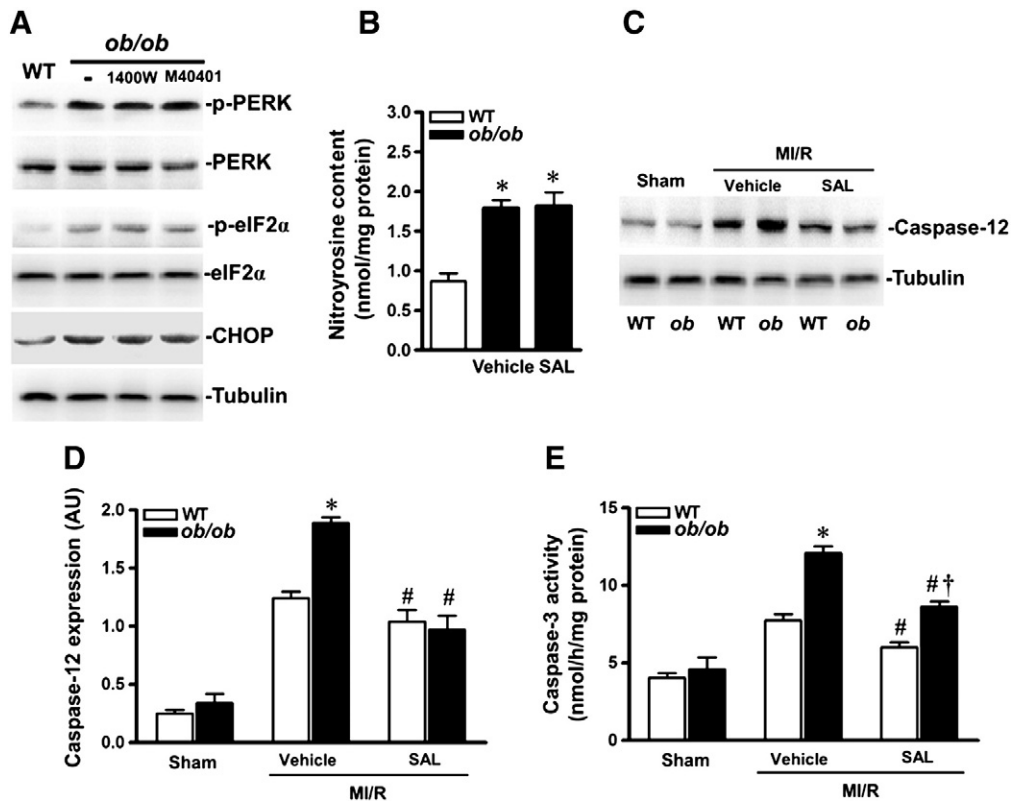 A
ob/ob
WT
- 1400W M40401
-p-PERK
-PERK
-p-eIF2α
-eIF2α
-CHOP
-Tubulin
B
Nitroyrosine content
(nmol/mg protein)
3.0
2.5
2.0
1.5
1.0
0.5
0.0
WT
ob/ob
* *
Vehicle SAL
C
MI/R
Sham Vehicle SAL
-Caspase-12
-Tubulin
WT ob WT ob WT ob
D
Caspase-12 expression (AU)
2.0
1.5
1.0
0.5
0.0
WT
ob/ob
*
# #
Sham Vehicle SAL
MI/R
E
Caspase-3 activity
(nmol/h/mg protein)
15
10
5
0
WT
ob/ob
*
#
#†
Sham Vehicle SAL
MI/R